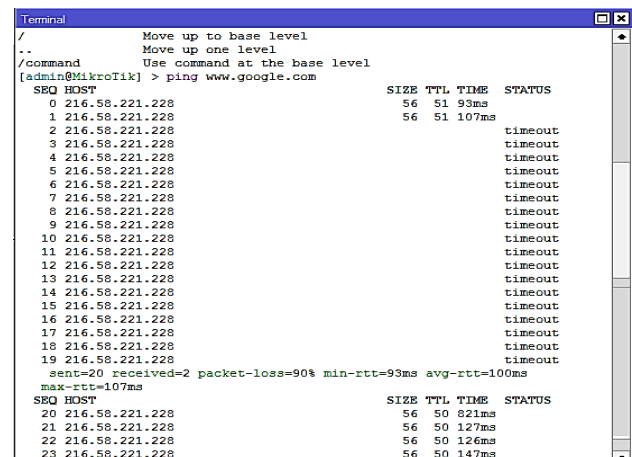 Terminal
/ Move up to base level
.. Move up one level
/command Use command at the base level
[admin@MikroTik] > ping www.google.com
SEQ HOST SIZE TTL TIME STATUS
0 216.58.221.228 56 51 93ms
1 216.58.221.228 56 51 107ms
2 216.58.221.228 timeout
3 216.58.221.228 timeout
4 216.58.221.228 timeout
5 216.58.221.228 timeout
6 216.58.221.228 timeout
7 216.58.221.228 timeout
8 216.58.221.228 timeout
9 216.58.221.228 timeout
10 216.58.221.228 timeout
11 216.58.221.228 timeout
12 216.58.221.228 timeout
13 216.58.221.228 timeout
14 216.58.221.228 timeout
15 216.58.221.228 timeout
16 216.58.221.228 timeout
17 216.58.221.228 timeout
18 216.58.221.228 timeout
19 216.58.221.228 timeout
sent=20 received=2 packet-loss=90% min-rtt=93ms avg-rtt=100ms
max-rtt=107ms
SEQ HOST SIZE TTL TIME STATUS
20 216.58.221.228 56 50 821ms
21 216.58.221.228 56 50 127ms
22 216.58.221.228 56 50 126ms
23 216.58.221.228 56 50 147ms